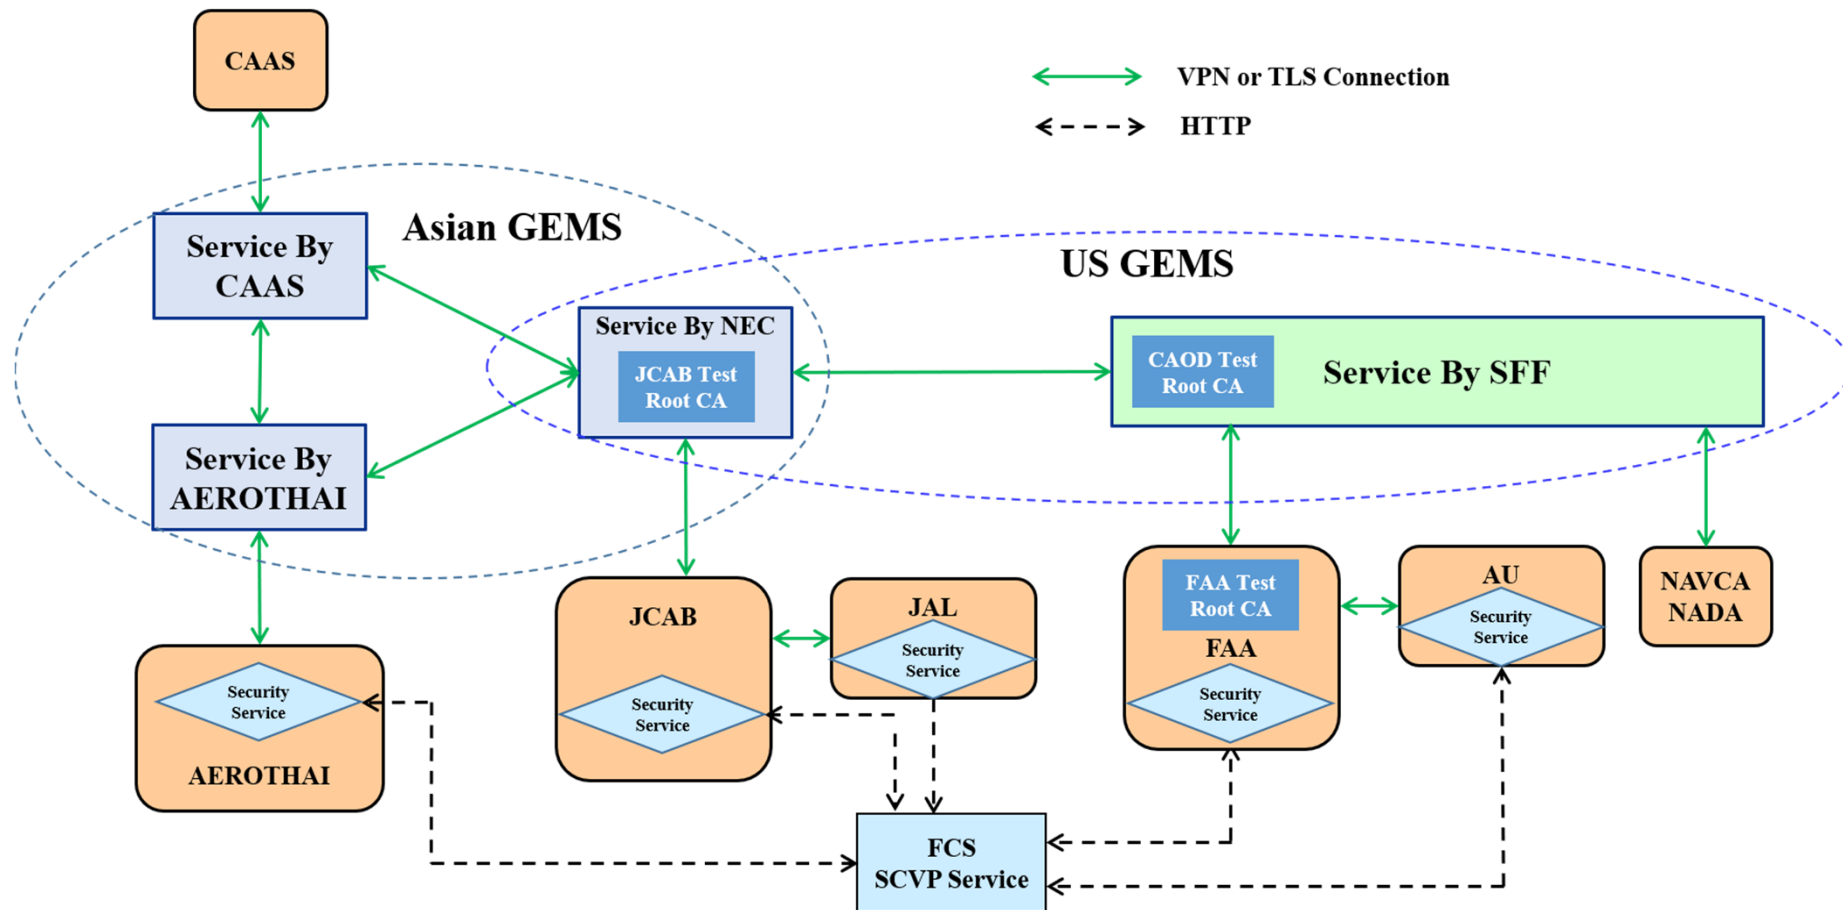 CAAS
VPN or TLS Connection
HTTP
Asian GEMS
US GEMS
Service By
CAAS
Service By NEC
JCAB Test
Root CA
CAOD Test
Root CA
Service By SFF
Service By
AEROTHAI
JCAB
Security
Service
JAL
Security
Service
FAA Test
Root CA
FAA
Security
Service
AU
Security
Service
NAVCA
NADA
Security
Service
AEROTHAI
FCS
SCVP Service